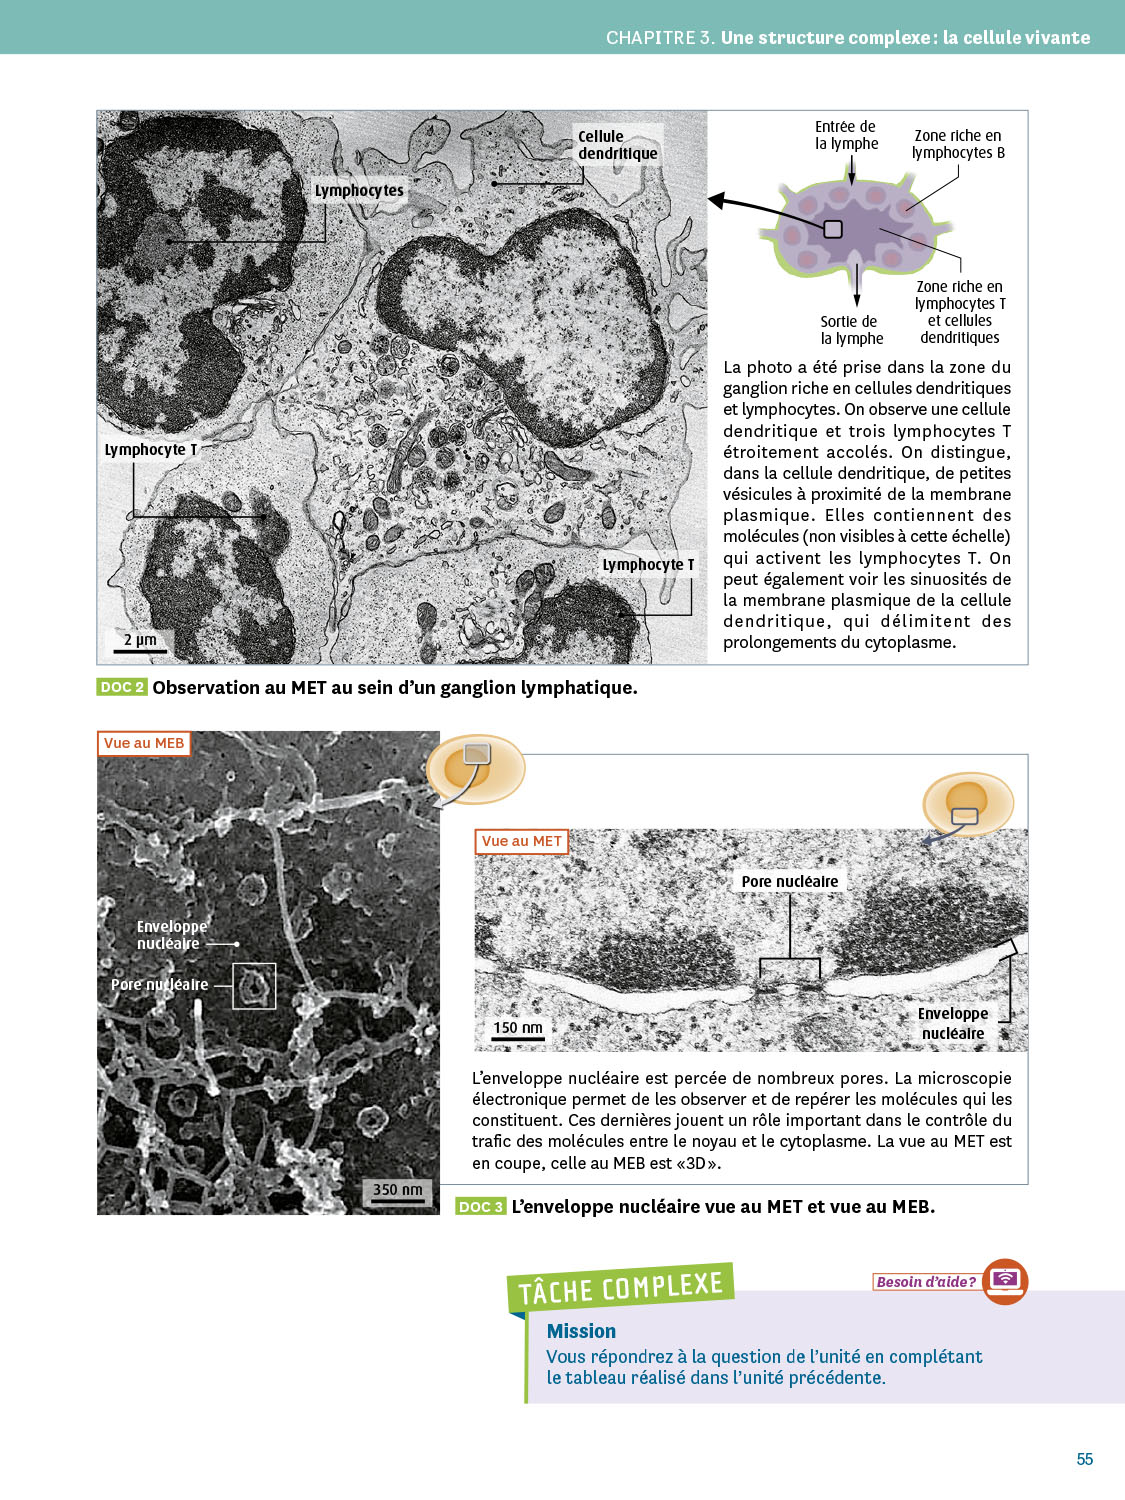 CHAPITRE 3. Une structure complexe : la cellule vivante
Cellule
dendritique
Lymphocytes
Lymphocyte T
Lymphocyte T
2 µm
Entrée de
la lymphe
Zone riche en
lymphocytes B
Zone riche en
lymphocytes T
et cellules
dendritiques
Sortie de
la lymphe
La photo a été prise dans la zone du
ganglion riche en cellules dendritiques
et lymphocytes. On observe une cellule
dendritique et trois lymphocytes T
étroitement accolés. On distingue,
dans la cellule dendritique, de petites
vésicules à proximité de la membrane
plasmique. Elles contiennent des
molécules (non visibles à cette échelle)
qui activent les lymphocytes T. On
peut également voir les sinuosités de
la membrane plasmique de la cellule
dendritique, qui délimitent des
prolongements du cytoplasme.
DOC 2 Observation au MET au sein d'un ganglion lymphatique.
Vue au MEB
Enveloppe
nucléaire
Pore nucléaire
350 nm
Vue au MET
Pore nucléaire
150 nm
Enveloppe
nucléaire
L'enveloppe nucléaire est percée de nombreux pores. La microscopie
électronique permet de les observer et de repérer les molécules qui les
constituent. Ces dernières jouent un rôle important dans le contrôle du
trafic des molécules entre le noyau et le cytoplasme. La vue au MET est
en coupe, celle au MEB est «3D».
DOC 3 L'enveloppe nucléaire vue au MET et vue au MEB.
TÂCHE COMPLEXE
Besoin d'aide ?
Mission
Vous répondrez à la question de l'unité en complétant
le tableau réalisé dans l'unité précédente.
55